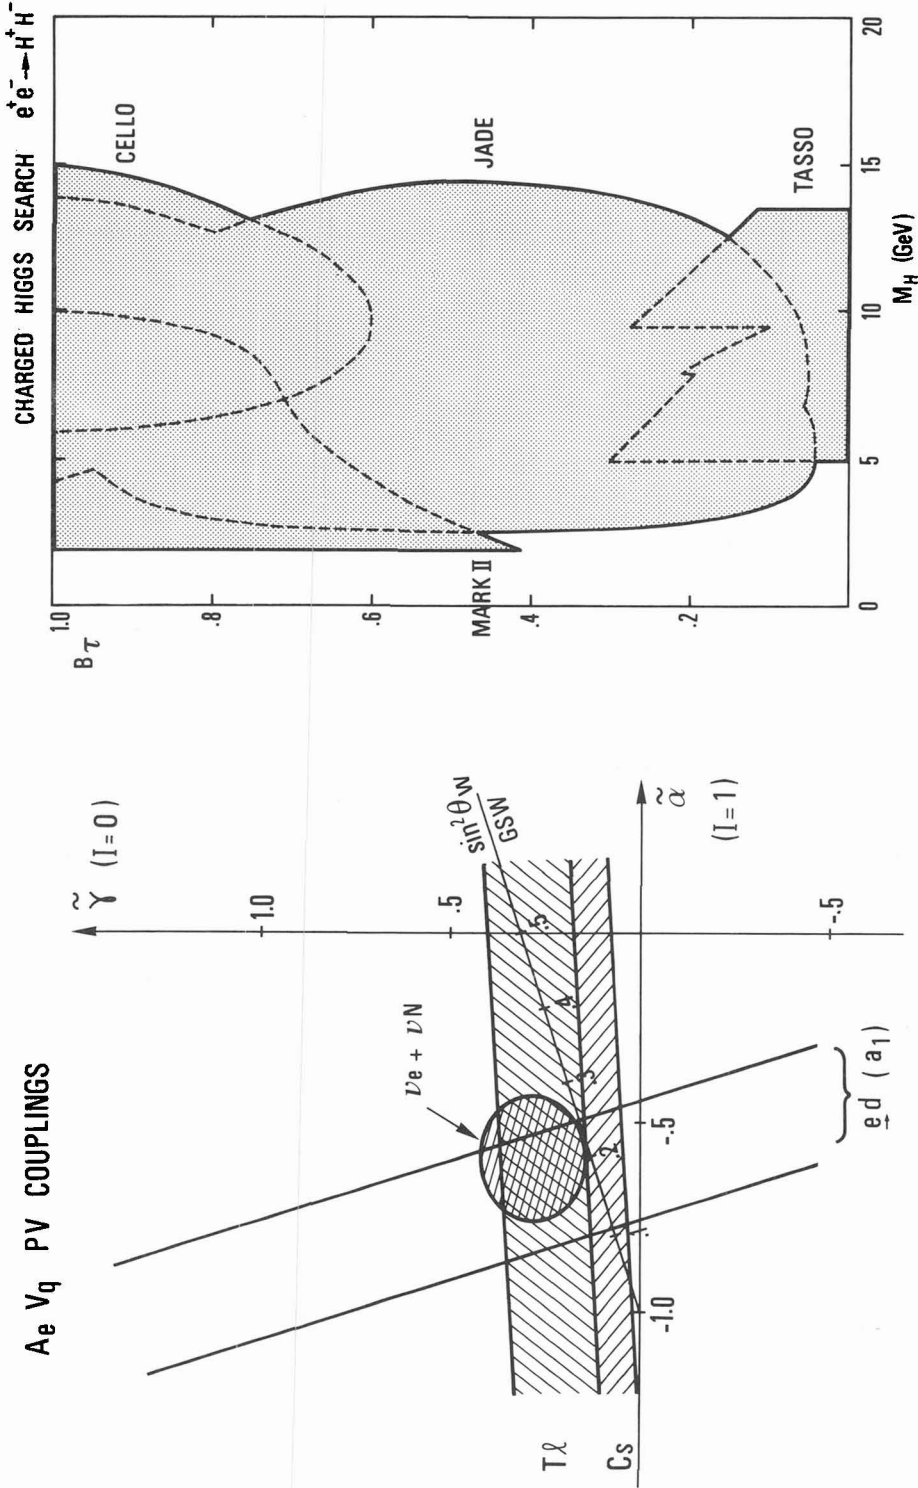 A_e V_q PV COUPLINGS
γ̃ (I=0)
1.0
.5
-.5
νe + νN
sin²θ_W
GSW
.5
.4
.3
.2
.1
α̃
(I=1)
-.5
-1.0
Tℓ
Cs
e̲d (a₁)
CHARGED HIGGS SEARCH e⁺e⁻→H⁺H⁻
B_τ
1.0
.8
.6
.4
.2
CELLO
JADE
TASSO
MARK II
0
5
10
15
20
M_H (GeV)